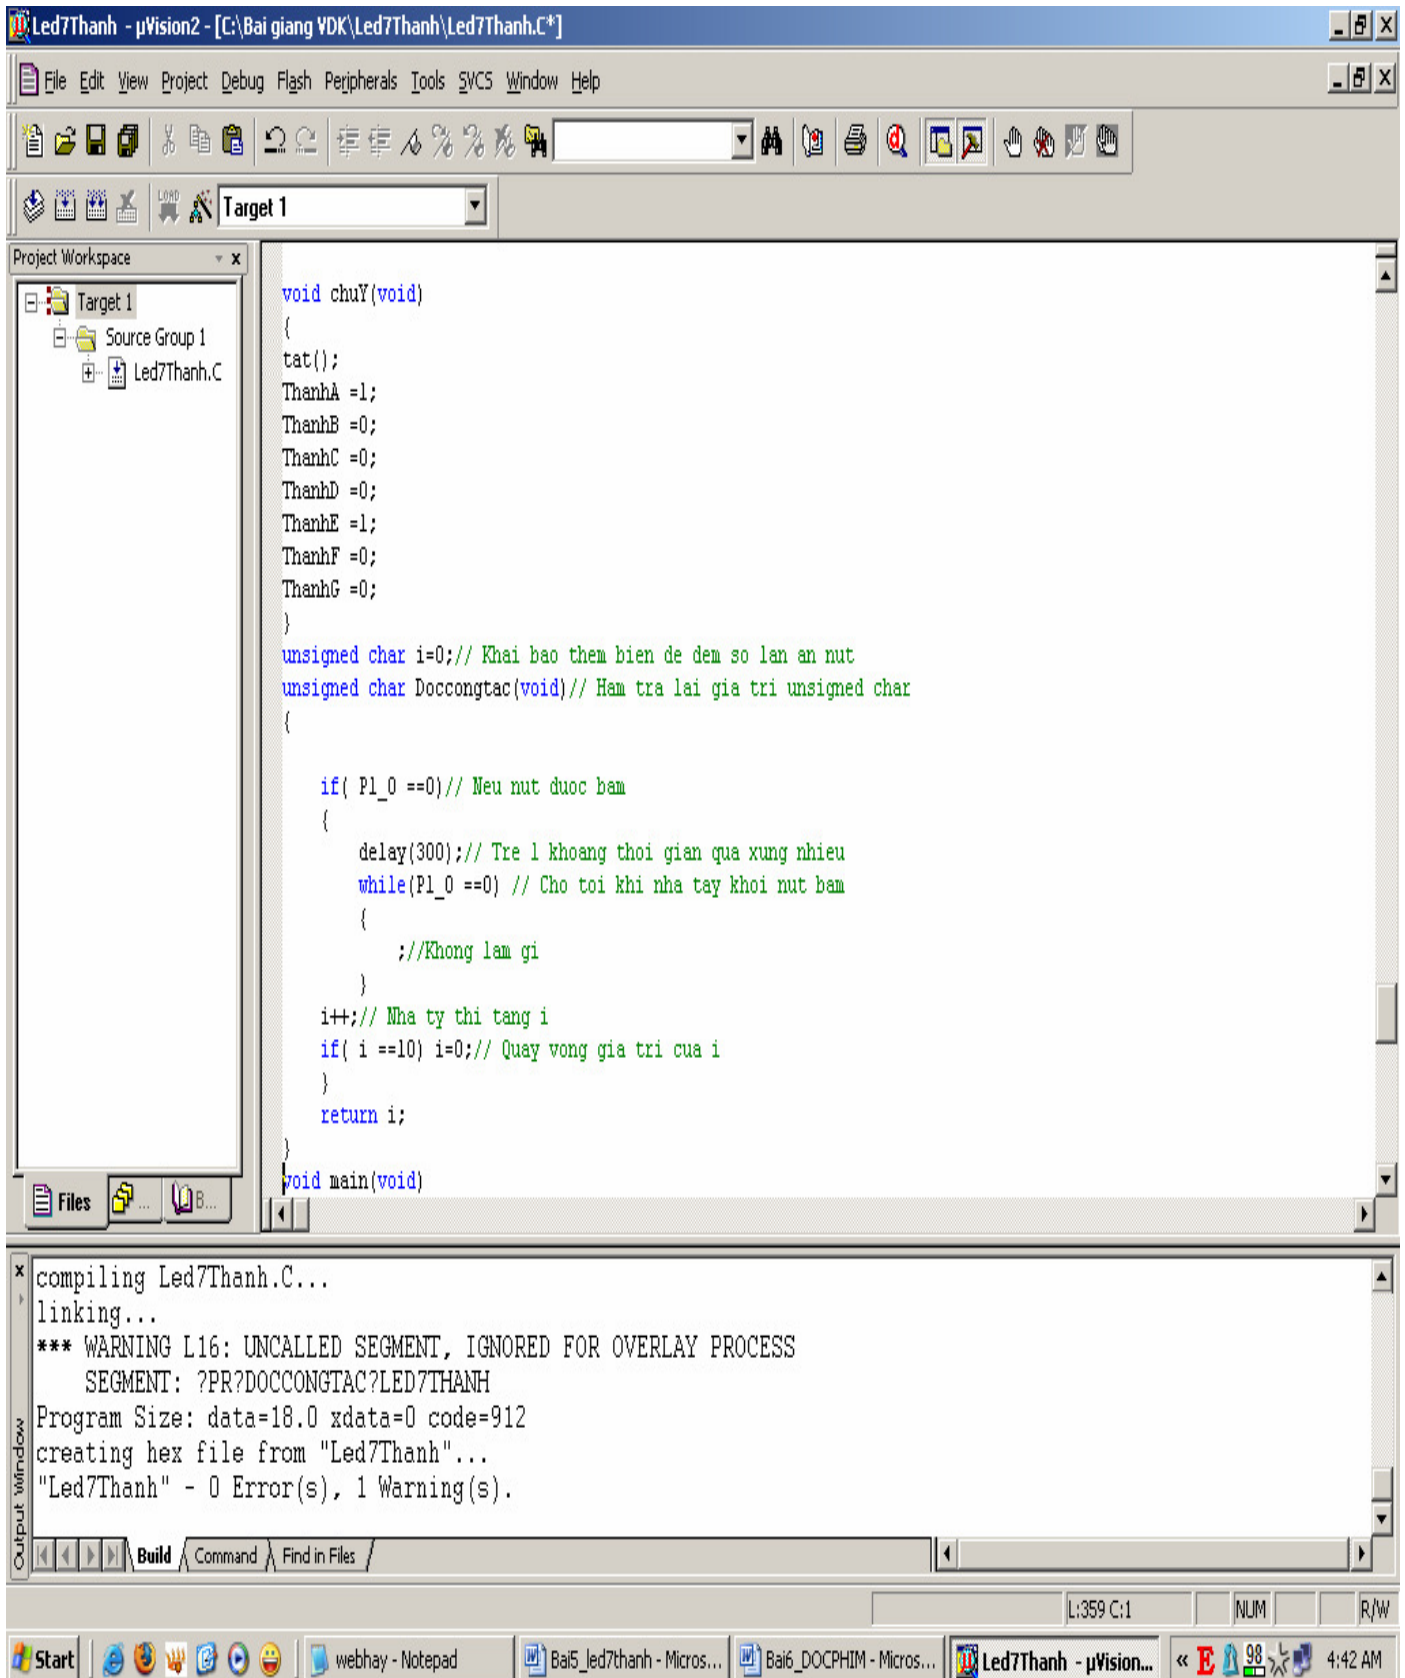 Led7Thanh - µVision2 - [C:\Bai giang VDK\Led7Thanh\Led7Thanh.C*]
File Edit View Project Debug Flash Peripherals Tools SVCS Window Help
LOAD
Target 1
Project Workspace
Target 1
Source Group 1
Led7Thanh.C
void chuY(void)
{
tat();
ThanhA =1;
ThanhB =0;
ThanhC =0;
ThanhD =0;
ThanhE =1;
ThanhF =0;
ThanhG =0;
}
unsigned char i=0;// Khai bao them bien de dem so lan an nut
unsigned char Doccongtac(void)// Ham tra lai gia tri unsigned char
{
if( P1_0 ==0)// Neu nut duoc bam
{
delay(300);// Tre 1 khoang thoi gian qua xung nhieu
while(P1_0 ==0) // Cho toi khi nha tay khoi nut bam
{
;//Khong lam gi
}
i++;// Nha ty thi tang i
if( i ==10) i=0;// Quay vong gia tri cua i
}
return i;
}
void main(void)
Files ... B...
compiling Led7Thanh.C...
linking...
*** WARNING L16: UNCALLED SEGMENT, IGNORED FOR OVERLAY PROCESS
SEGMENT: ?PR?DOCCONGTAC?LED7THANH
Program Size: data=18.0 xdata=0 code=912
creating hex file from "Led7Thanh"...
"Led7Thanh" - 0 Error(s), 1 Warning(s).
Output Window
Build Command Find in Files
L:359 C:1 NUM R/W
Start webhay - Notepad Bai5_led7thanh - Micros... Bai6_DOCPHIM - Micros... Led7Thanh - µVision... « E 98 4:42 AM